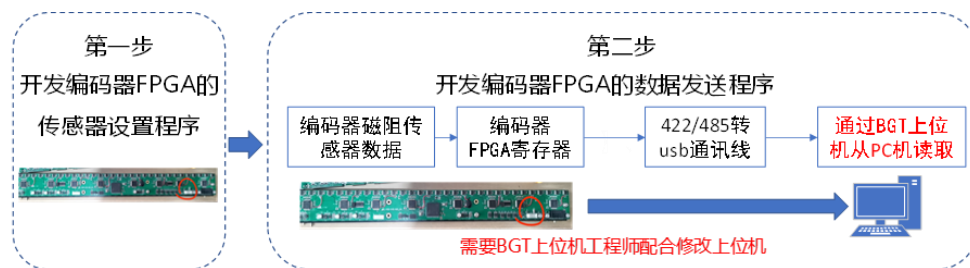 第一步
开发编码器FPGA的
传感器设置程序
第二步
开发编码器FPGA的数据发送程序
编码器磁阻传
感器数据
编码器
FPGA寄存器
422/485转
usb通讯线
通过BGT上位
机从PC机读取
需要BGT上位机工程师配合修改上位机